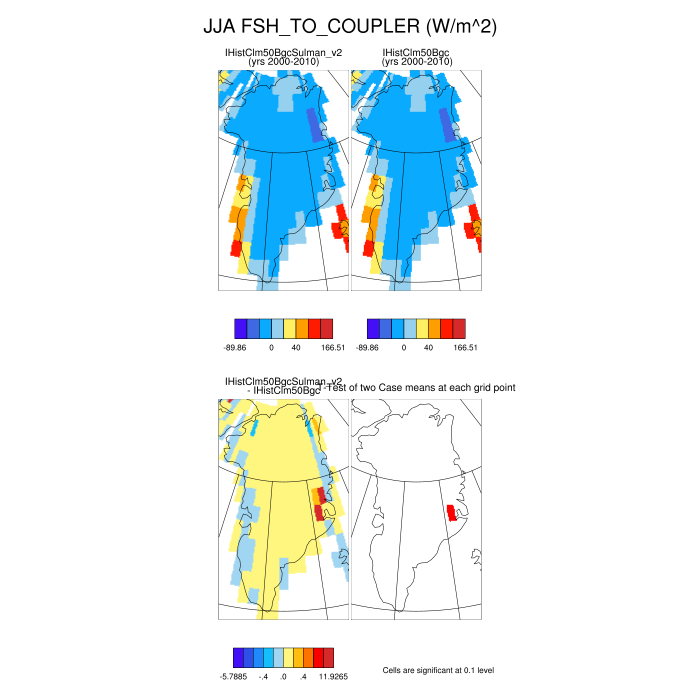 JJA FSH_TO_COUPLER (W/m^2)
IHistClm50BgcSulman_v2
(yrs 2000-2010)
IHistClm50Bgc
(yrs 2000-2010)
-89.86 0 40 166.51
-89.86 0 40 166.51
IHistClm50BgcSulman_v2
- IHistClm50Bgc
T-Test of two Case means at each grid point
-5.7885 -.4 .0 .4 11.9265
Cells are significant at 0.1 level